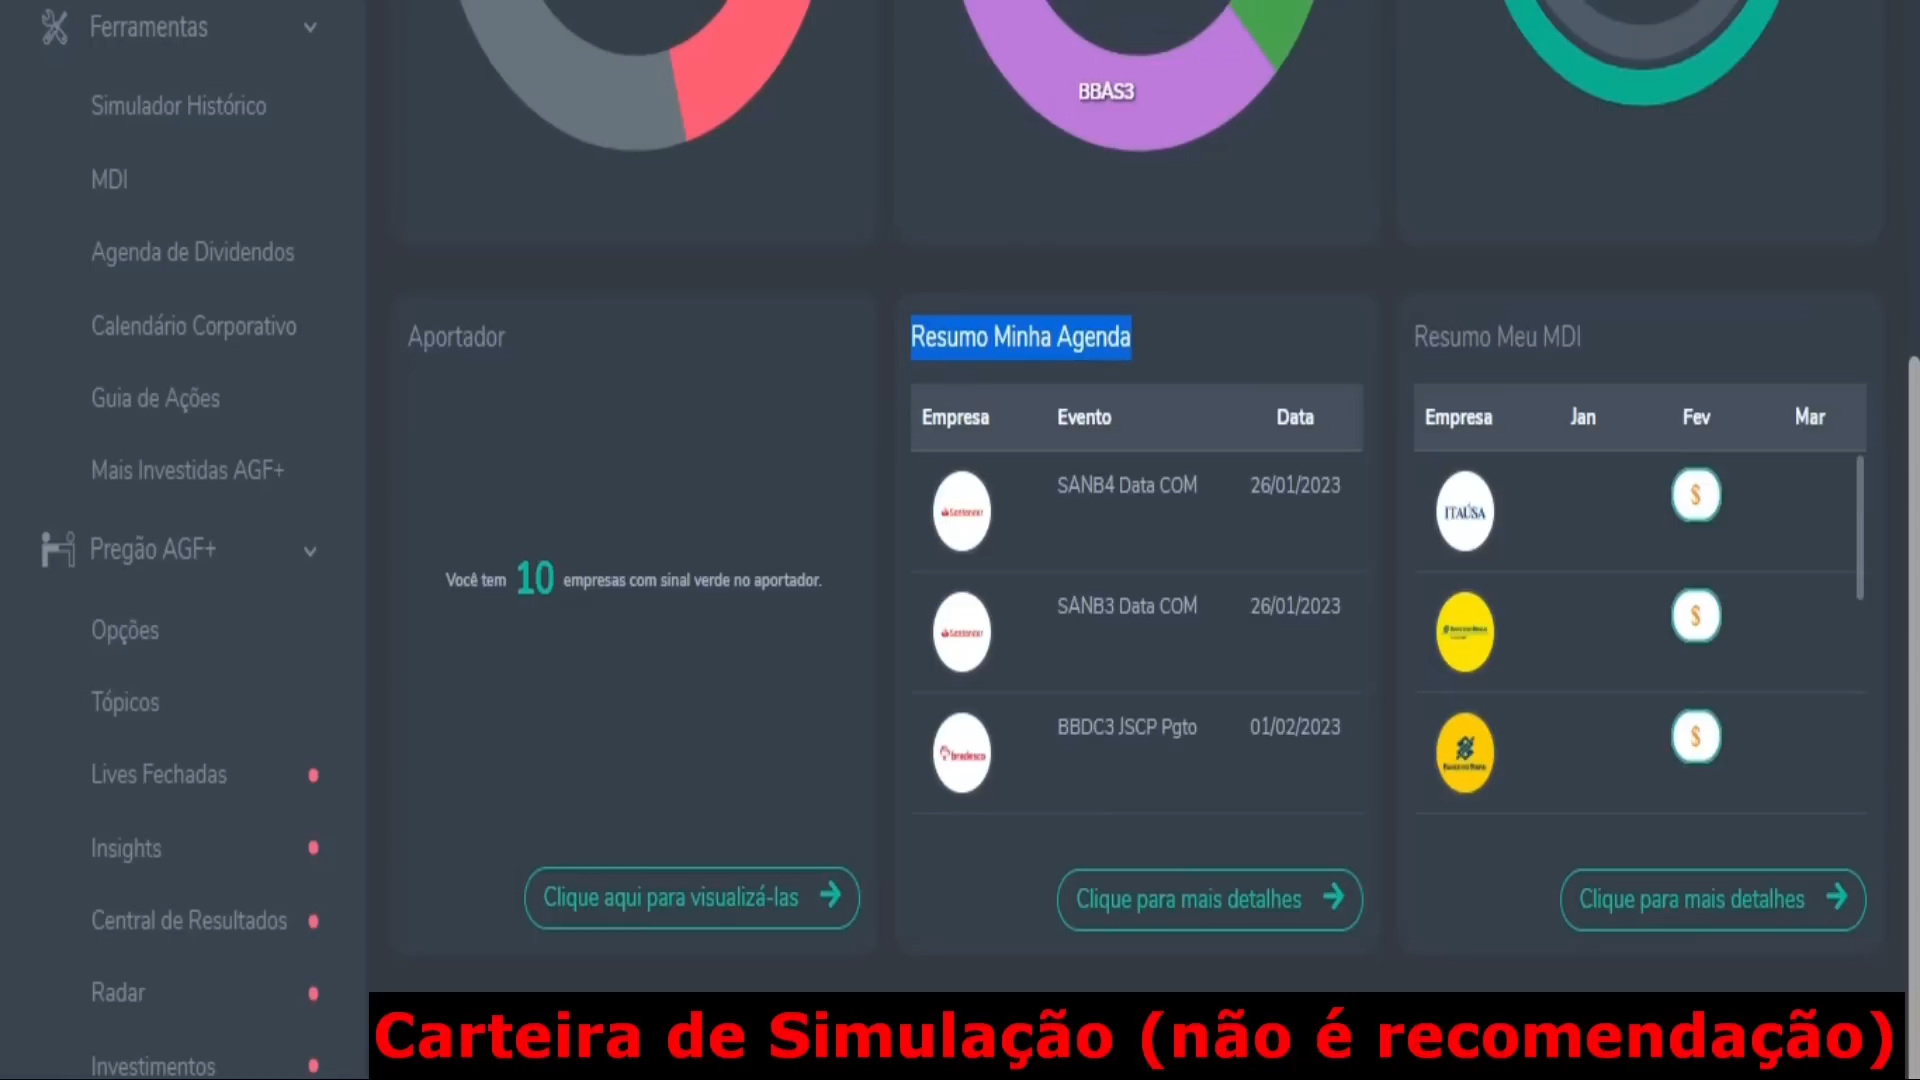 Ferramentas
Simulador Histórico
MDI
Agenda de Dividendos
Calendário Corporativo
Guia de Ações
Mais Investidas AGF+
Pregão AGF+
Opções
Tópicos
Lives Fechadas
Insights
Central de Resultados
Radar
Investimentos
BBAS3
Aportador
Você tem 10 empresas com sinal verde no aportador.
Clique aqui para visualizá-las
Resumo Minha Agenda
Empresa Evento Data
Santander SANB4 Data COM 26/01/2023
Santander SANB3 Data COM 26/01/2023
bradesco BBDC3 JSCP Pgto 01/02/2023
Clique para mais detalhes
Resumo Meu MDI
Empresa Jan Fev Mar
ITAÚSA $
$
$
Clique para mais detalhes
Carteira de Simulação (não é recomendação)